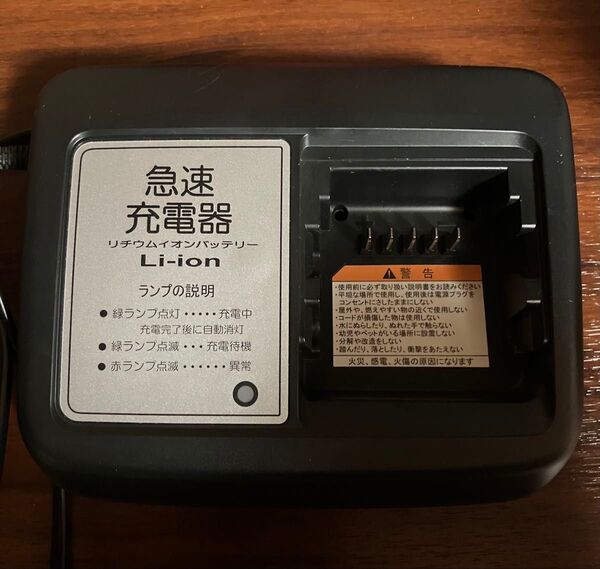 急速
充電器
リチウムイオンバッテリー
Li-ion
ランプの説明
●緑ランプ点灯・・・・・充電中
充電完了後に自動消灯
●緑ランプ点滅・・・充電待機
●赤ランプ点滅・・・・・・・異常
⚠警告
・使用前に必ず取り扱い説明書をお読みください
・平坦な場所で使用し、使用後は電源プラグを
コンセントにさしたままにしない
・屋外や、燃えやすい物の近くで使用しない
・コードが損傷した物は使用しない
・水にぬらしたり、ぬれた手で触らない
・幼児やペットがいる場所に設置しない
・分解や改造をしない
・踏んだり、落としたり、衝撃をあたえない
火災、感電、火傷の原因になります